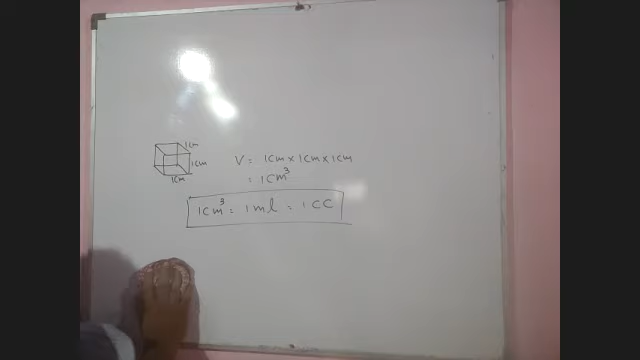 1cm
1cm
1cm
V = 1cm × 1cm × 1cm
= 1cm³
1cm³ = 1ml = 1CC